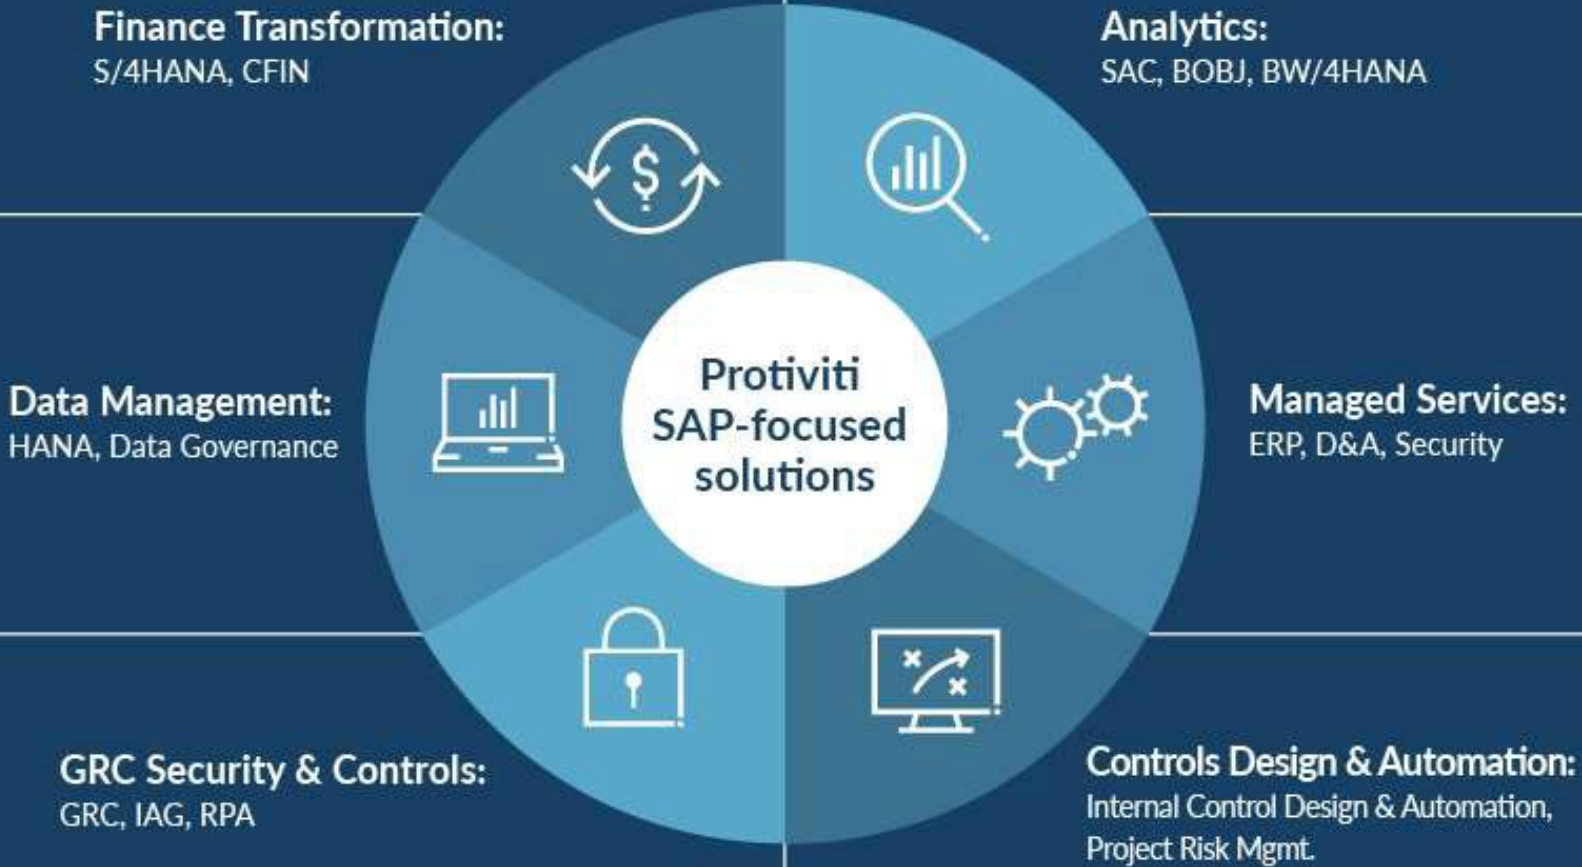 Finance Transformation:
S/4HANA, CFIN
Analytics:
SAC, BOBJ, BW/4HANA
Data Management:
HANA, Data Governance
Protiviti
SAP-focused
solutions
Managed Services:
ERP, D&A, Security
GRC Security & Controls:
GRC, IAG, RPA
Controls Design & Automation:
Internal Control Design & Automation,
Project Risk Mgmt.